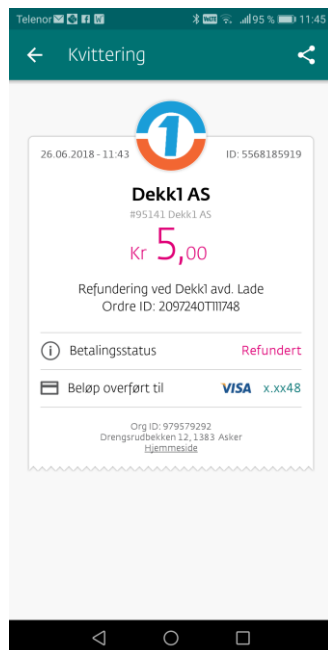 Telenor 95 % 11:45
Kvittering
1
26.06.2018 - 11:43 ID: 5568185919
Dekk1 AS
#95141 Dekk1 AS
Kr 5,00
Refundering ved Dekk1 avd. Lade
Ordre ID: 2097240T111748
Betalingsstatus Refundert
Beløp overført til VISA x.xx48
Org ID: 979579292
Drengsrudbekken 12, 1383 Asker
Hjemmeside